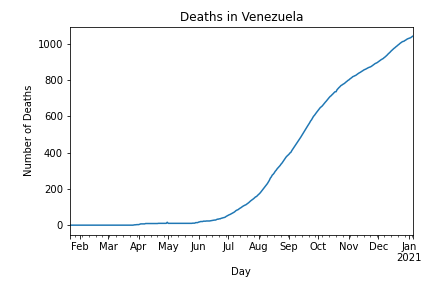 Deaths in Venezuela
Number of Deaths
1000
800
600
400
200
0
Feb Mar Apr May Jun Jul Aug Sep Oct Nov Dec Jan
2021
Day